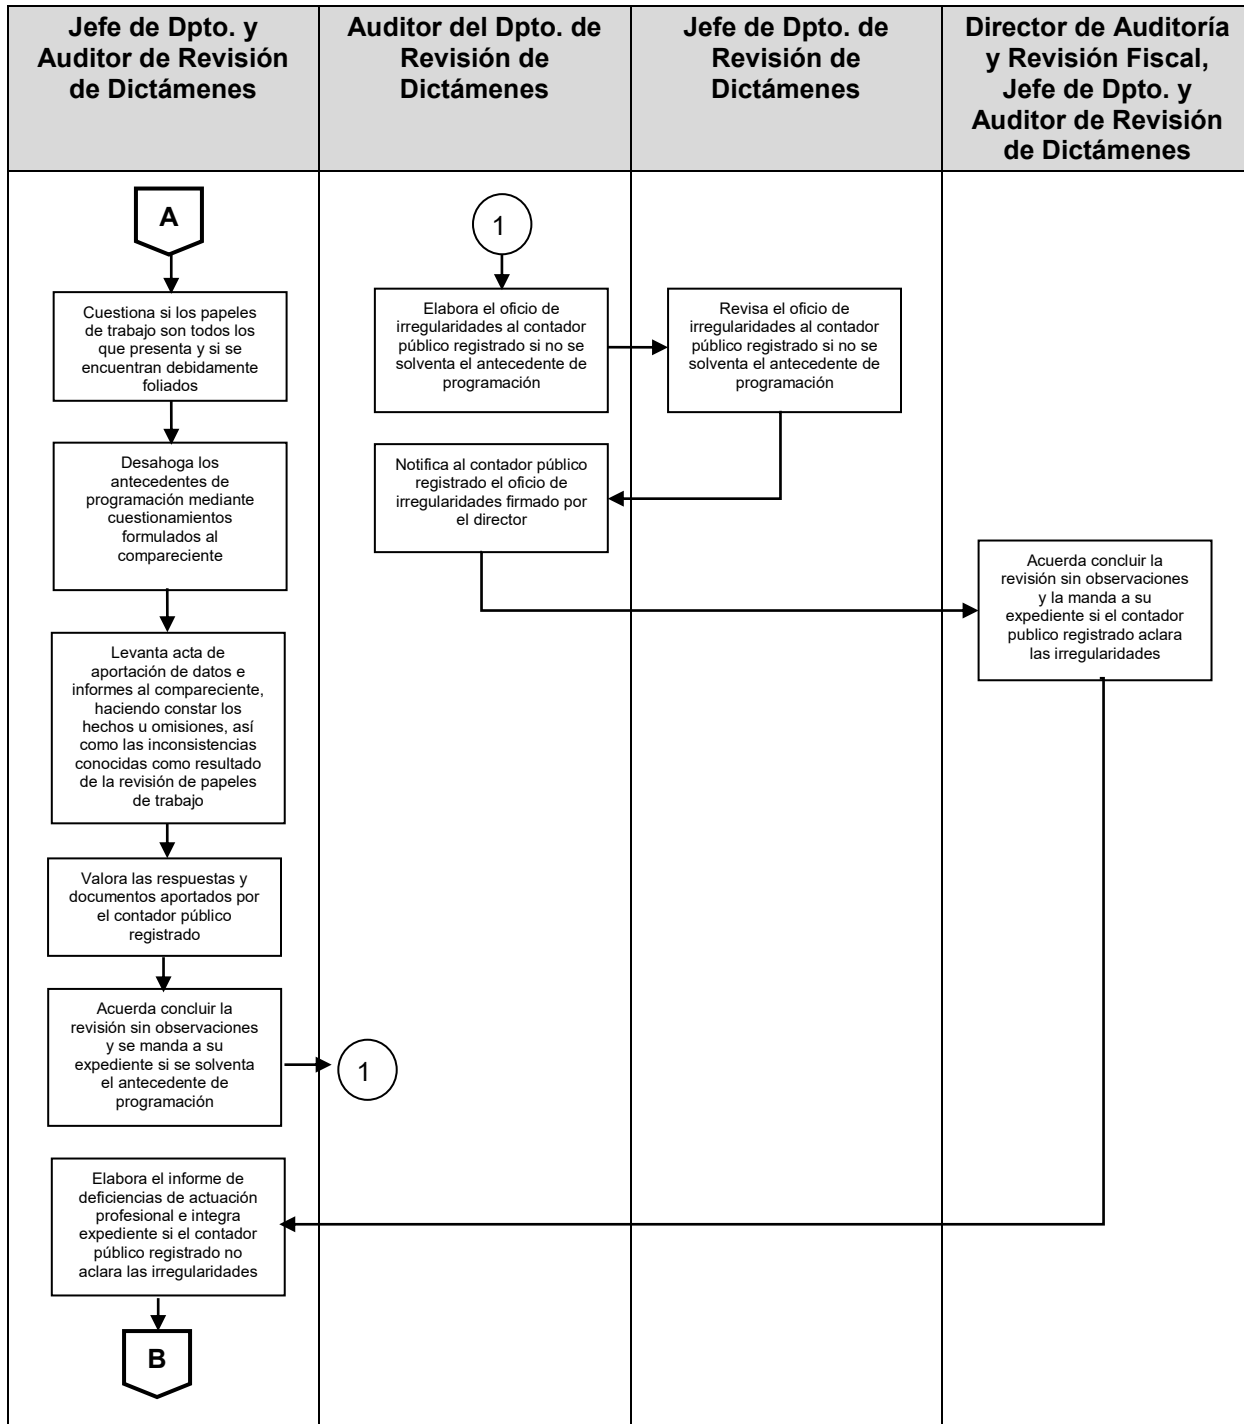 Jefe de Dpto. y
Auditor de Revisión
de Dictámenes
Auditor del Dpto. de
Revisión de
Dictámenes
Jefe de Dpto. de
Revisión de
Dictámenes
Director de Auditoría
y Revisión Fiscal,
Jefe de Dpto. y
Auditor de Revisión
de Dictámenes
A
Cuestiona si los papeles
de trabajo son todos los
que presenta y si se
encuentran debidamente
foliados
Desahoga los
antecedentes de
programación mediante
cuestionamientos
formulados al
compareciente
Levanta acta de
aportación de datos e
informes al compareciente,
haciendo constar los
hechos u omisiones, así
como las inconsistencias
conocidas como resultado
de la revisión de papeles
de trabajo
Valora las respuestas y
documentos aportados por
el contador público
registrado
Acuerda concluir la
revisión sin observaciones
y se manda a su
expediente si se solventa
el antecedente de
programación
1
1
Elabora el oficio de
irregularidades al contador
público registrado si no se
solventa el antecedente de
programación
Revisa el oficio de
irregularidades al contador
público registrado si no se
solventa el antecedente de
programación
Notifica al contador público
registrado el oficio de
irregularidades firmado por
el director
Acuerda concluir la
revisión sin observaciones
y la manda a su
expediente si el contador
publico registrado aclara
las irregularidades
Elabora el informe de
deficiencias de actuación
profesional e integra
expediente si el contador
público registrado no
aclara las irregularidades
B